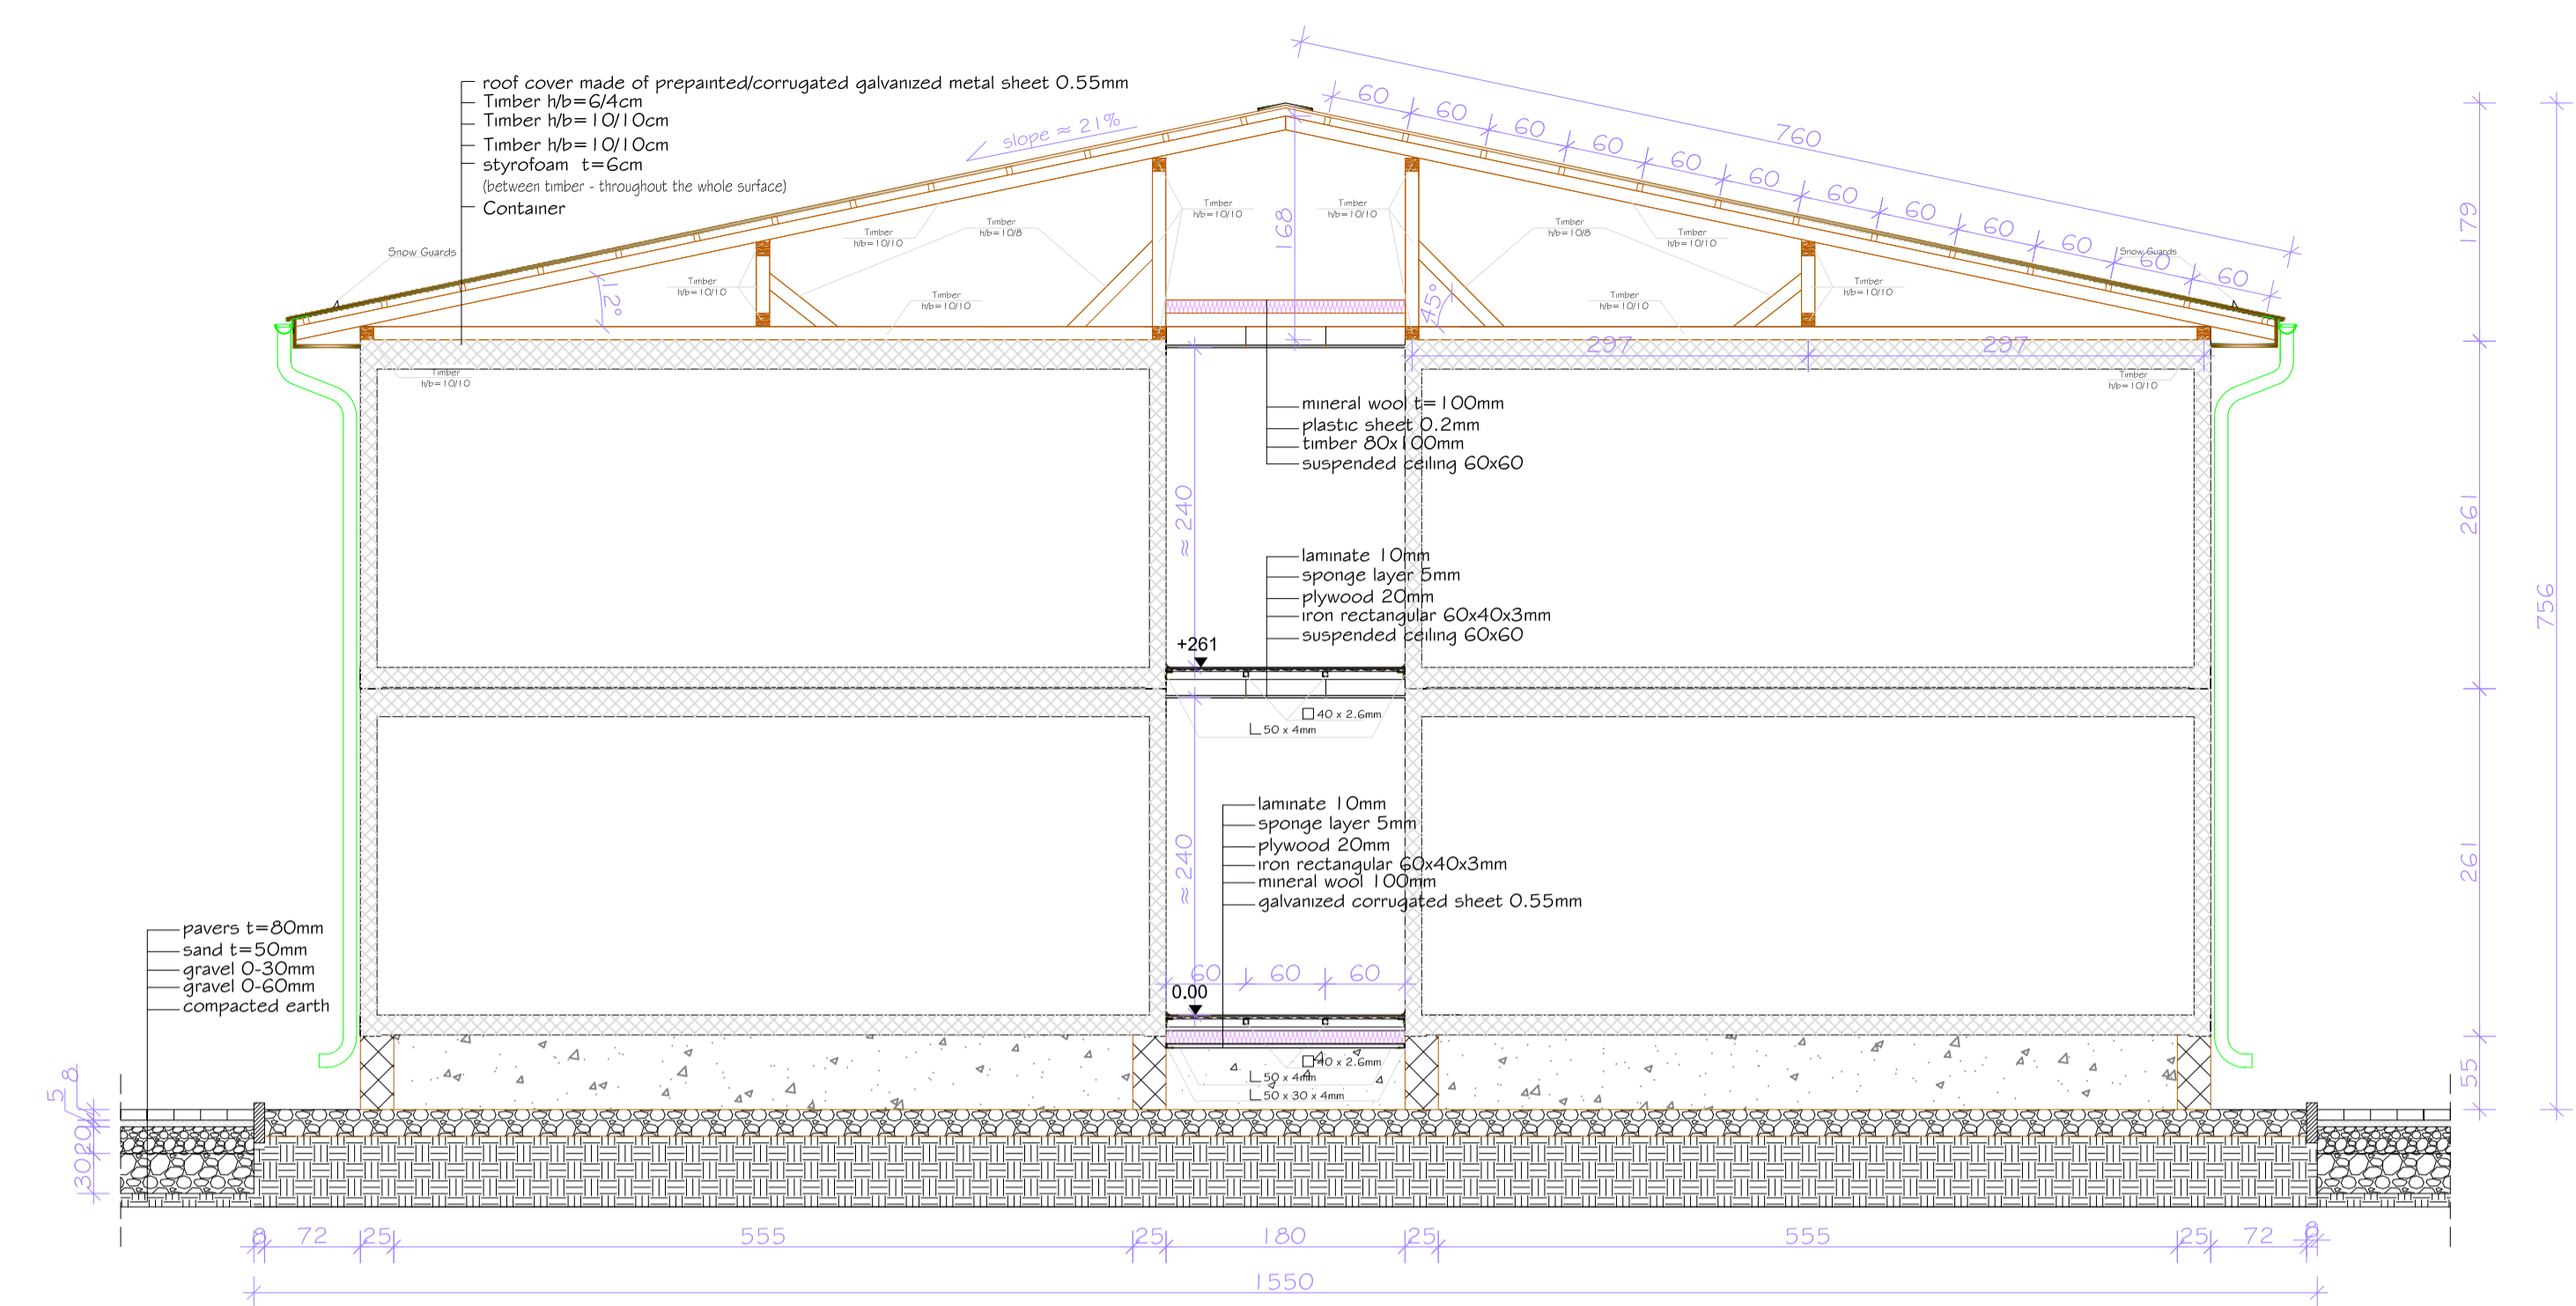 roof cover made of prepainted/corrugated galvanized metal sheet 0.55mm
Timber h/b=6/4cm
Timber h/b=10/10cm
Timber h/b=10/10cm
styrofoam t=6cm
(between timber - throughout the whole surface)
Container
slope ≈ 21%
760
60
60
60
60
60
60
60
60
60
60
60
60
Snow Guards
Snow Guards
Timber
h/b=10/10
Timber
h/b=10/8
Timber
h/b=10/10
Timber
h/b=10/10
Timber
h/b=10/8
Timber
h/b=10/10
Timber
h/b=10/10
Timber
h/b=10/10
Timber
h/b=10/10
Timber
h/b=10/10
12°
45°
168
179
297
297
Timber
h/b=10/10
Timber
h/b=10/10
mineral wool t=100mm
plastic sheet 0.2mm
timber 80x100mm
suspended ceiling 60x60
≈ 240
261
756
laminate 10mm
sponge layer 5mm
plywood 20mm
iron rectangular 60x40x3mm
suspended ceiling 60x60
+261
40 x 2.6mm
50 x 4mm
laminate 10mm
sponge layer 5mm
plywood 20mm
iron rectangular 60x40x3mm
mineral wool 100mm
galvanized corrugated sheet 0.55mm
≈ 240
261
pavers t=80mm
sand t=50mm
gravel 0-30mm
gravel 0-60mm
compacted earth
60
60
60
0.00
40 x 2.6mm
50 x 4mm
50 x 30 x 4mm
55
8
5
20
30
8
72
25
555
25
180
25
555
25
72
8
1550